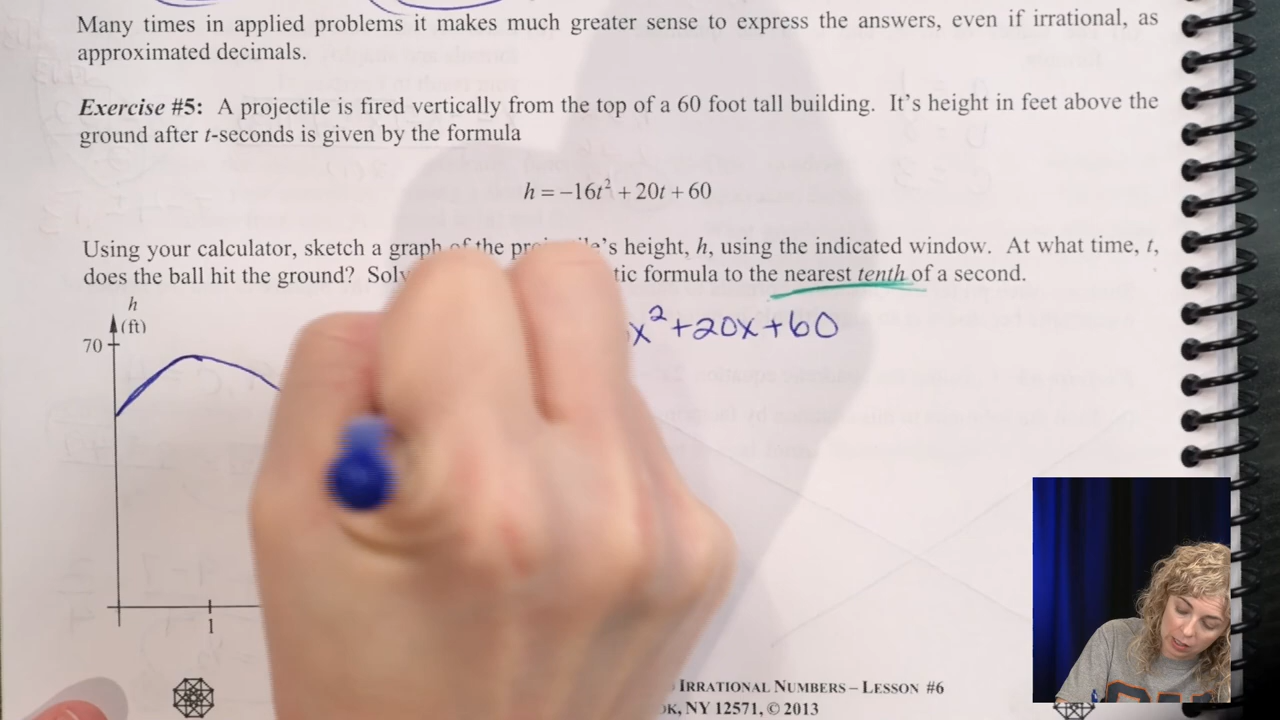 Many times in applied problems it makes much greater sense to express the answers, even if irrational, as
approximated decimals.
Exercise #5: A projectile is fired vertically from the top of a 60 foot tall building. It's height in feet above the
ground after t-seconds is given by the formula
h = −16t² + 20t + 60
Using your calculator, sketch a graph of the projectile's height, h, using the indicated window. At what time, t,
does the ball hit the ground? formula to the nearest tenth of a second.
h
(ft)
x² + 20x + 60
70
1
IRRATIONAL NUMBERS – LESSON #6
NY 12571, © 2013